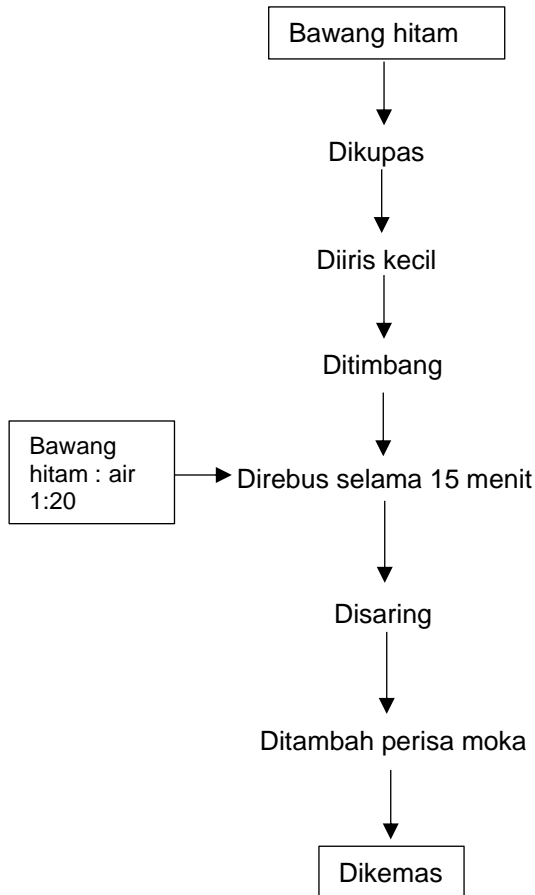 Bawang hitam
Dikupas
Diiris kecil
Ditimbang
Bawang
hitam : air
1:20
Direbus selama 15 menit
Disaring
Ditambah perisa moka
Dikemas